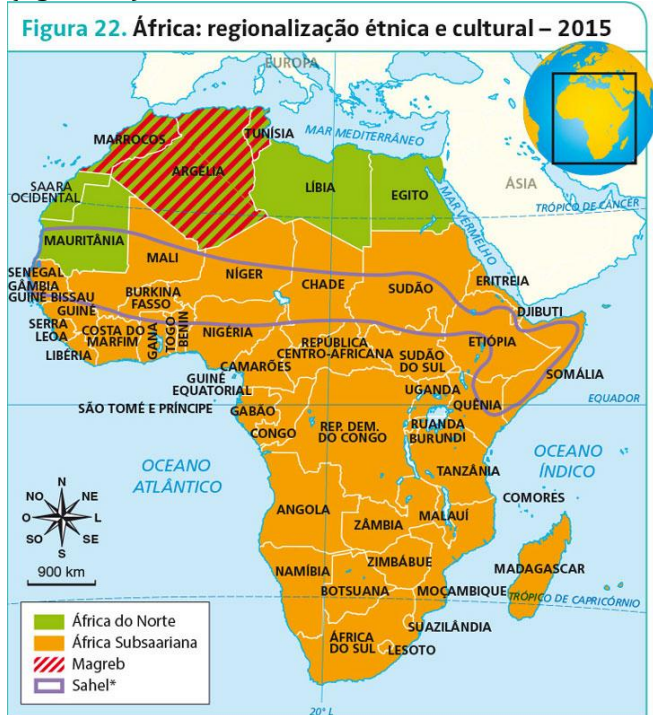 Figura 22. África: regionalização étnica e cultural – 2015
EUROPA
MARROCOS
TUNÍSIA
MAR MEDITERRÂNEO
ARGÉLIA
LÍBIA
EGITO
ÁSIA
SAARA
OCIDENTAL
MAR VERMELHO
TRÓPICO DE CÂNCER
MAURITÂNIA
MALI
NÍGER
CHADE
SUDÃO
ERITREIA
SENEGAL
GÂMBIA
GUINÉ BISSAU
GUINÉ
BURKINA
FASSO
DJIBUTI
SERRA
LEOA
COSTA DO
MARFIM
GANA
TOGO
BENIN
NIGÉRIA
REPÚBLICA
CENTRO-AFRICANA
SUDÃO
DO SUL
ETIÓPIA
LIBÉRIA
CAMARÕES
SOMÁLIA
GUINÉ
EQUATORIAL
UGANDA
QUÊNIA
EQUADOR
SÃO TOMÉ E PRÍNCIPE
GABÃO
CONGO
REP. DEM.
DO CONGO
RUANDA
BURUNDI
OCEANO
ATLÂNTICO
TANZÂNIA
OCEANO
ÍNDICO
COMORES
ANGOLA
MALAUÍ
ZÂMBIA
N
NO
NE
O
L
SO
SE
S
900 km
ZIMBÁBUE
MADAGASCAR
NAMÍBIA
BOTSUANA
MOÇAMBIQUE
TRÓPICO DE CAPRICÓRNIO
SUAZILÂNDIA
ÁFRICA
DO SUL
LESOTO
África do Norte
África Subsaariana
Magreb
Sahel*
20° L